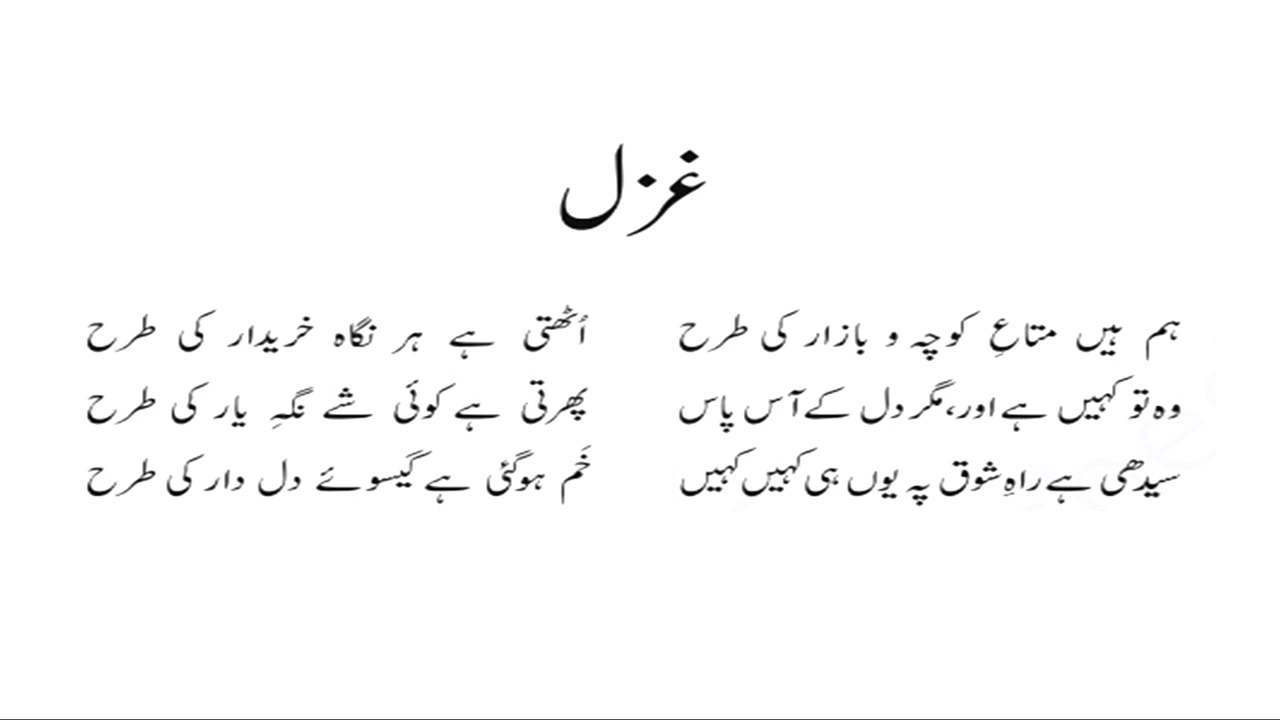 غزل
ہم ہیں متاعِ کوچہ و بازار کی طرح اُٹھتی ہے ہر نگاہ خریدار کی طرح
وہ تو کہیں ہے اور، مگر دل کے آس پاس پھرتی ہے کوئی شے نگہِ یار کی طرح
سیدھی ہے راہِ شوق پہ یوں ہی کہیں کہیں خَم ہوگئی ہے گیسوئے دل دار کی طرح